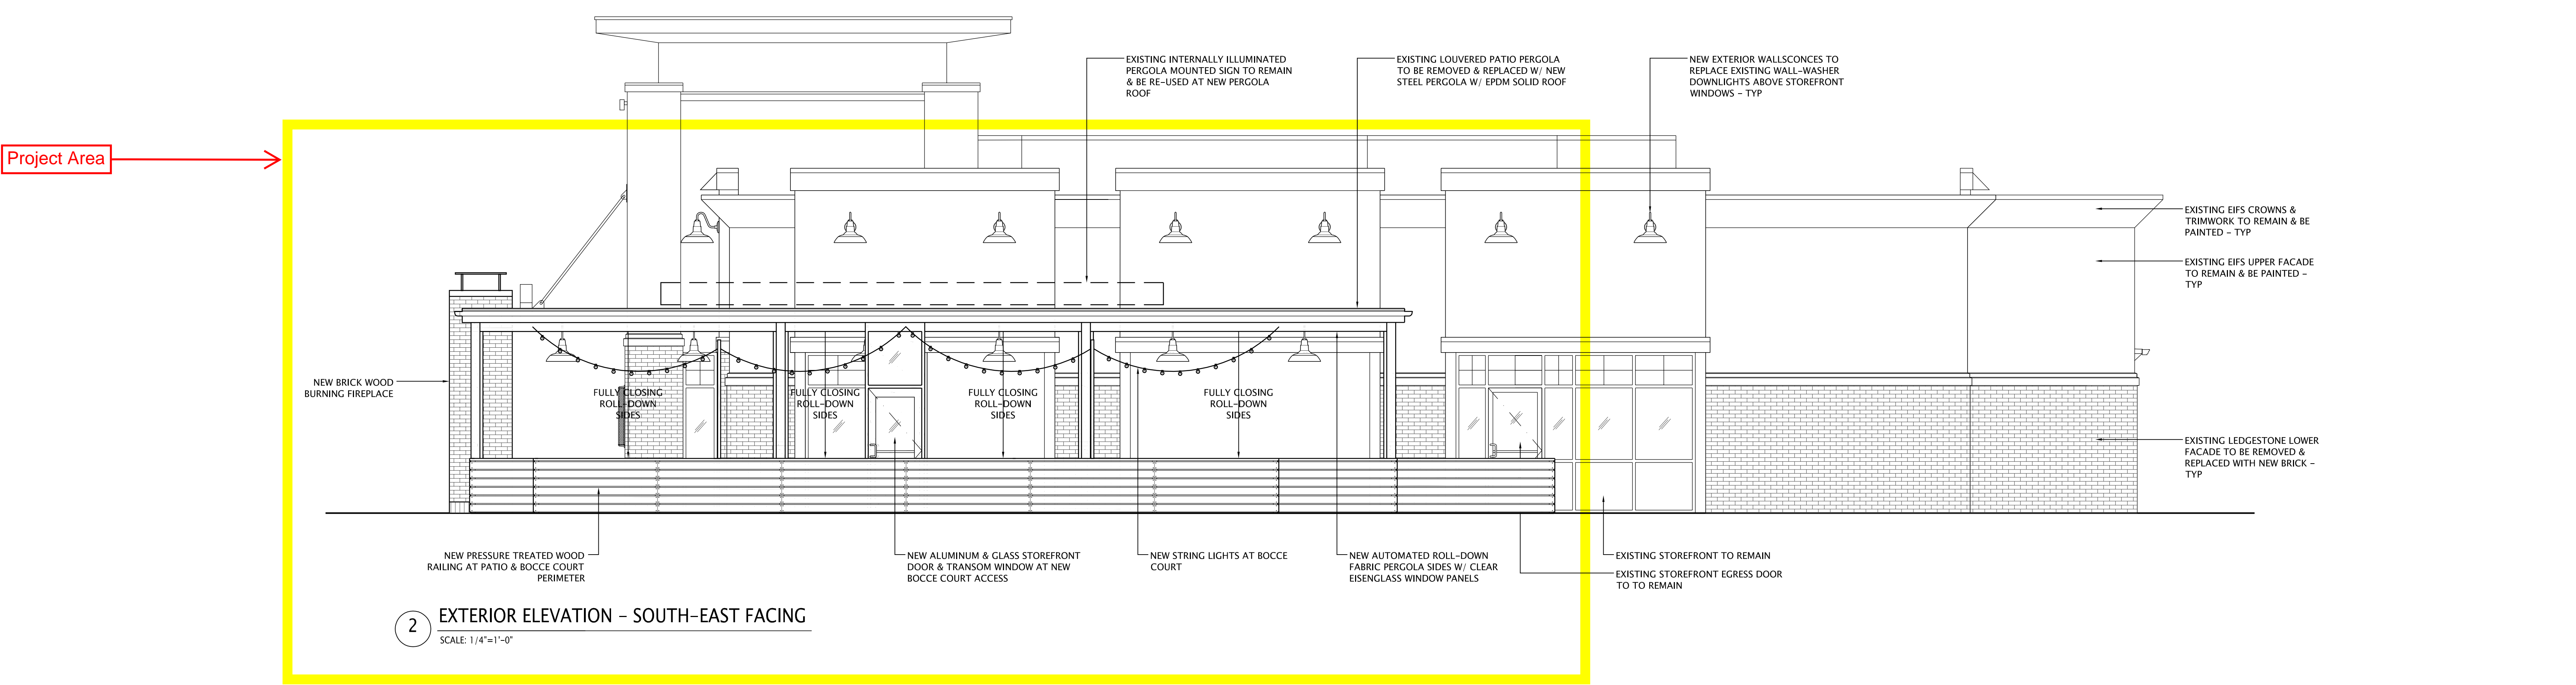 EXISTING INTERNALLY ILLUMINATED
PERGOLA MOUNTED SIGN TO REMAIN
& BE RE-USED AT NEW PERGOLA
ROOF
EXISTING LOUVERED PATIO PERGOLA
TO BE REMOVED & REPLACED W/ NEW
STEEL PERGOLA W/ EPDM SOLID ROOF
NEW EXTERIOR WALLSCONCES TO
REPLACE EXISTING WALL-WASHER
DOWNLIGHTS ABOVE STOREFRONT
WINDOWS - TYP
Project Area
EXISTING EIFS CROWNS &
TRIMWORK TO REMAIN & BE
PAINTED - TYP
EXISTING EIFS UPPER FACADE
TO REMAIN & BE PAINTED -
TYP
NEW BRICK WOOD
BURNING FIREPLACE
FULLY CLOSING
ROLL-DOWN
SIDES
FULLY CLOSING
ROLL-DOWN
SIDES
FULLY CLOSING
ROLL-DOWN
SIDES
FULLY CLOSING
ROLL-DOWN
SIDES
EXISTING LEDGESTONE LOWER
FACADE TO BE REMOVED &
REPLACED WITH NEW BRICK -
TYP
NEW PRESSURE TREATED WOOD
RAILING AT PATIO & BOCCE COURT
PERIMETER
NEW ALUMINUM & GLASS STOREFRONT
DOOR & TRANSOM WINDOW AT NEW
BOCCE COURT ACCESS
NEW STRING LIGHTS AT BOCCE
COURT
NEW AUTOMATED ROLL-DOWN
FABRIC PERGOLA SIDES W/ CLEAR
EISENGLASS WINDOW PANELS
EXISTING STOREFRONT TO REMAIN
EXISTING STOREFRONT EGRESS DOOR
TO TO REMAIN
2
EXTERIOR ELEVATION - SOUTH-EAST FACING
SCALE: 1/4"=1'-0"